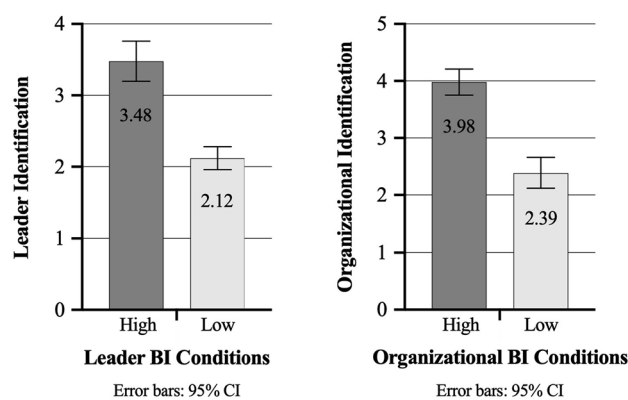 4
3
2
1
0
Leader Identification
3.48
2.12
High
Low
Leader BI Conditions
Error bars: 95% CI
5
4
3
2
1
0
Organizational Identification
3.98
2.39
High
Low
Organizational BI Conditions
Error bars: 95% CI